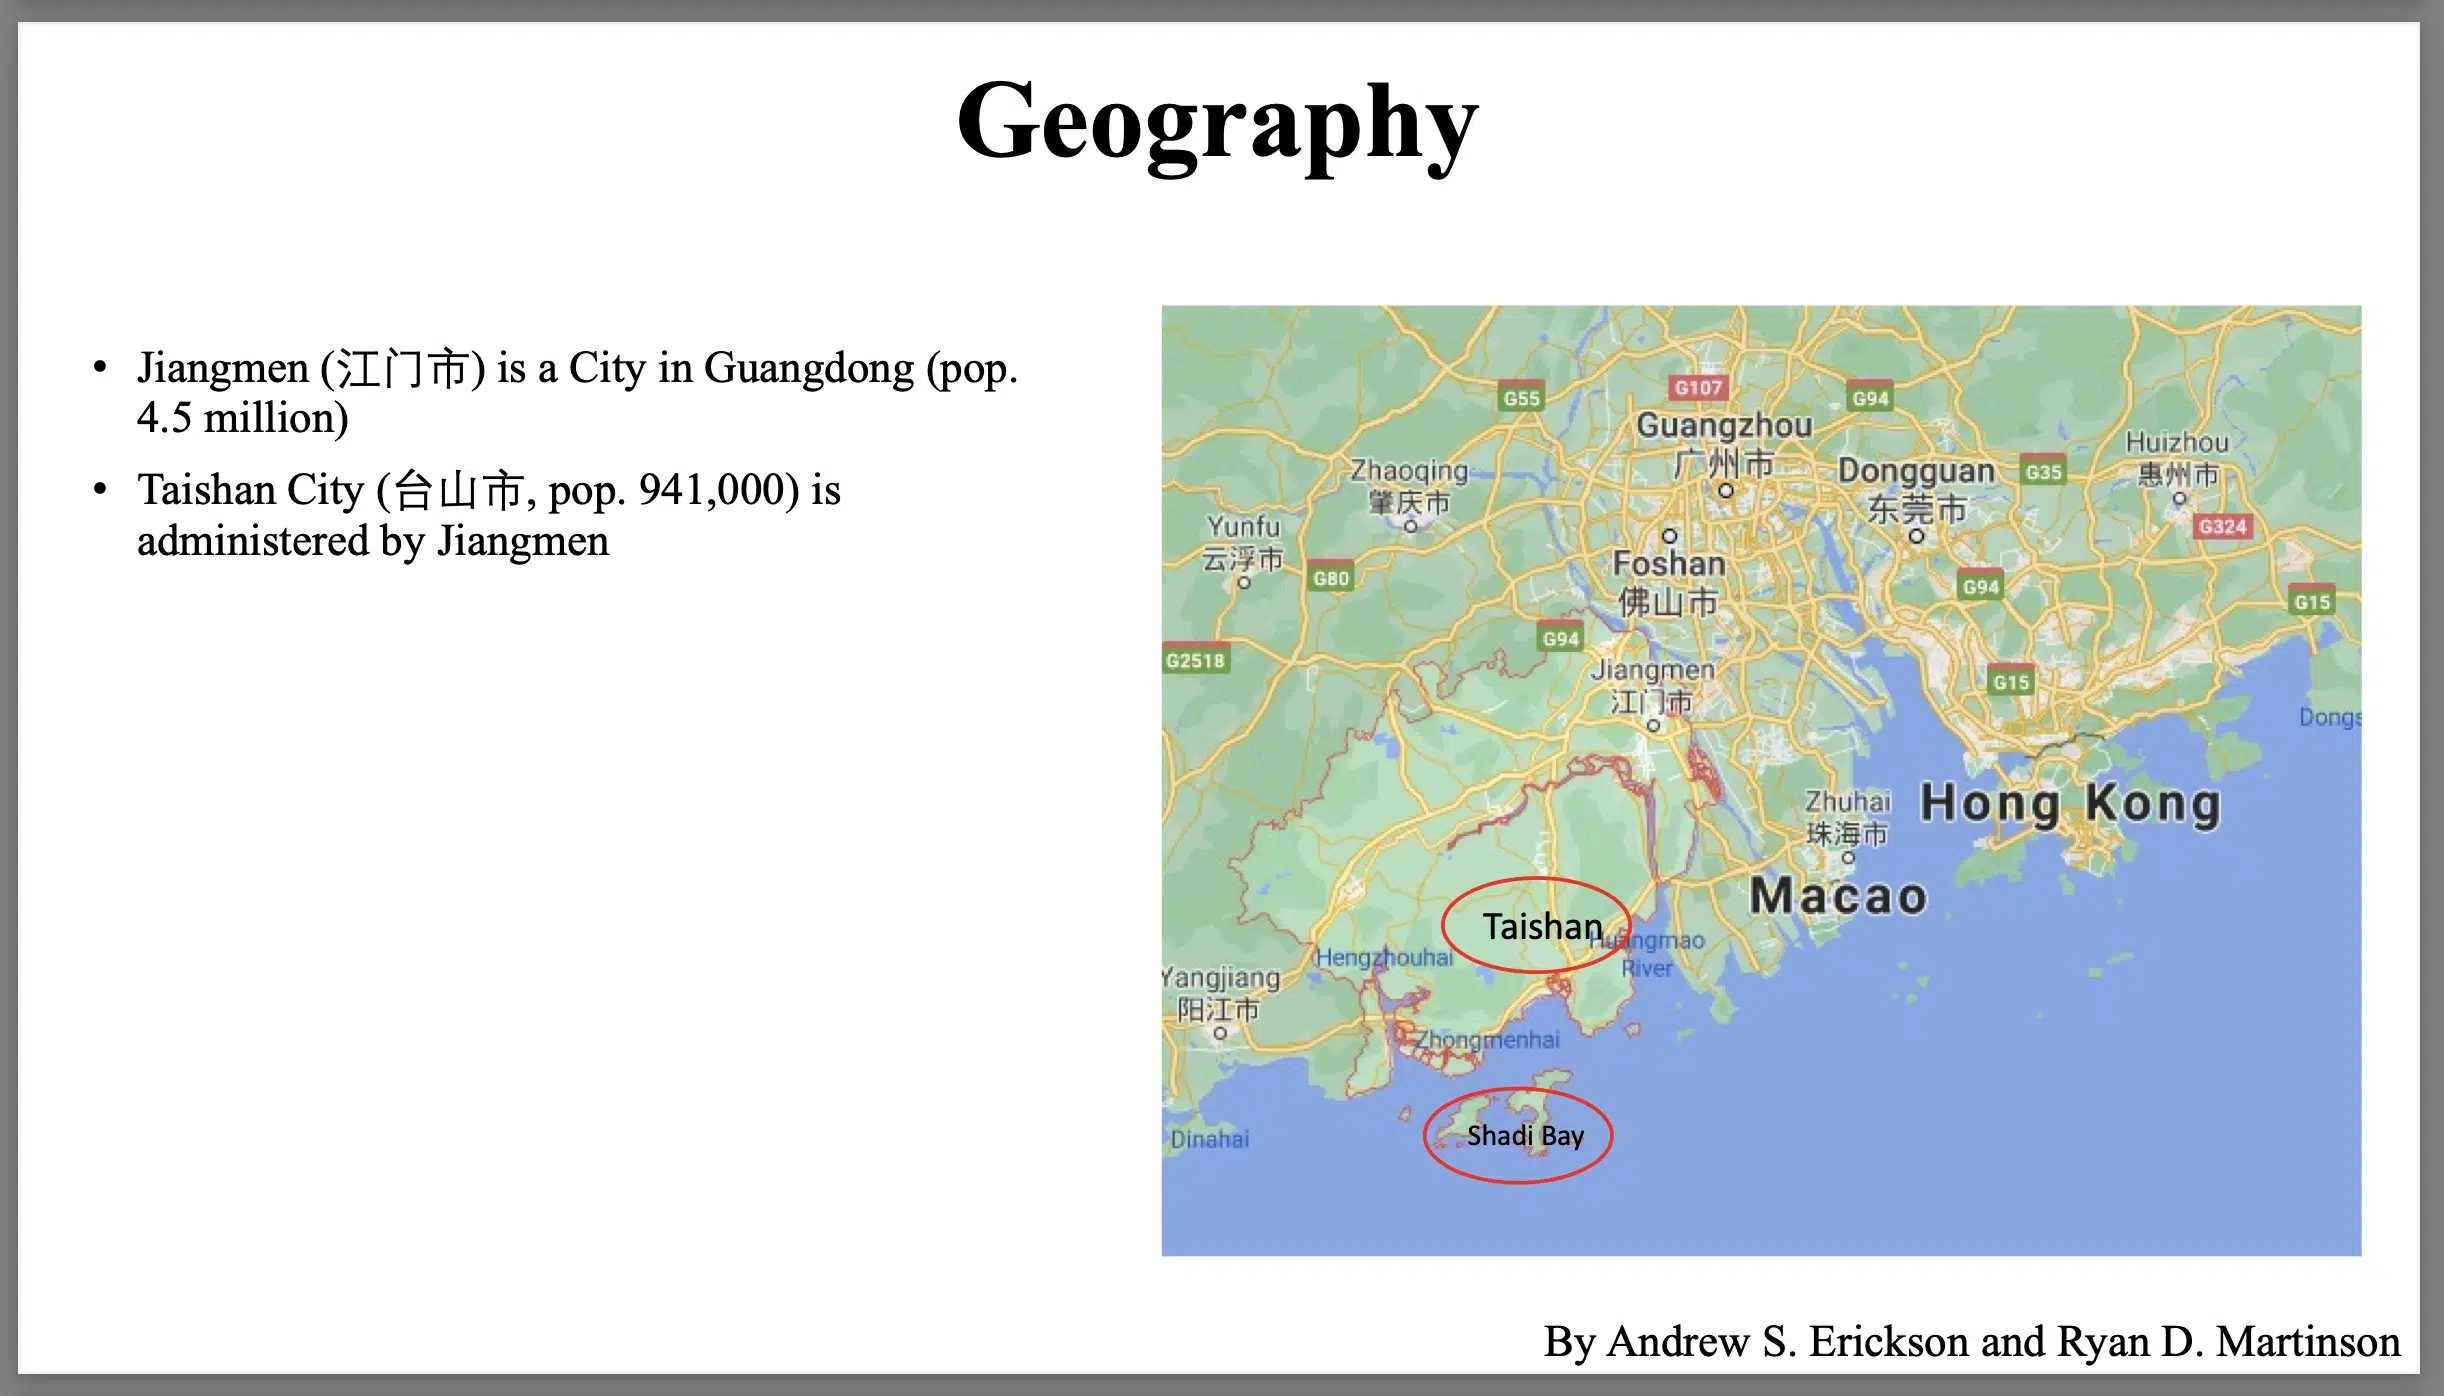 Geography
• Jiangmen (江门市) is a City in Guangdong (pop.
4.5 million)
• Taishan City (台山市, pop. 941,000) is
administered by Jiangmen
G55
G107
G94
Guangzhou
广州市
Huizhou
惠州市
Zhaoqing
肇庆市
Dongguan
东莞市
G35
Yunfu
云浮市
G324
G80
Foshan
佛山市
G94
G15
G94
G2518
Jiangmen
江门市
G15
Dongs
Zhuhai
珠海市
Hong Kong
Macao
Taishan
Huangmao
River
Hengzhouhai
Yangjiang
阳江市
Zhongmenhai
Shadi Bay
Dinahai
By Andrew S. Erickson and Ryan D. Martinson